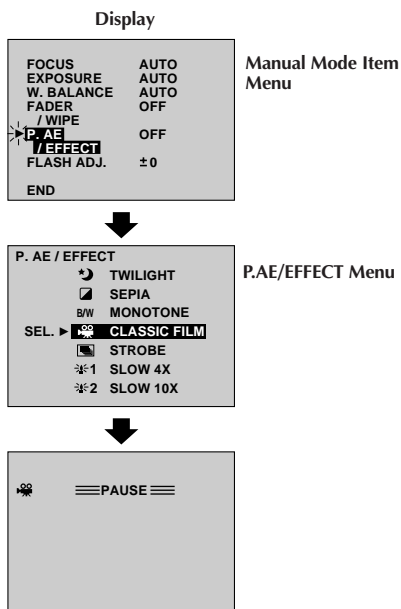 Display
FOCUS AUTO
EXPOSURE AUTO
W. BALANCE AUTO
FADER OFF
/ WIPE
P. AE OFF
/ EFFECT
FLASH ADJ. ±0
END
Manual Mode Item
Menu
P. AE / EFFECT
TWILIGHT
SEPIA
B/W MONOTONE
SEL. ► CLASSIC FILM
STROBE
1 SLOW 4X
2 SLOW 10X
P.AE/EFFECT Menu
PAUSE